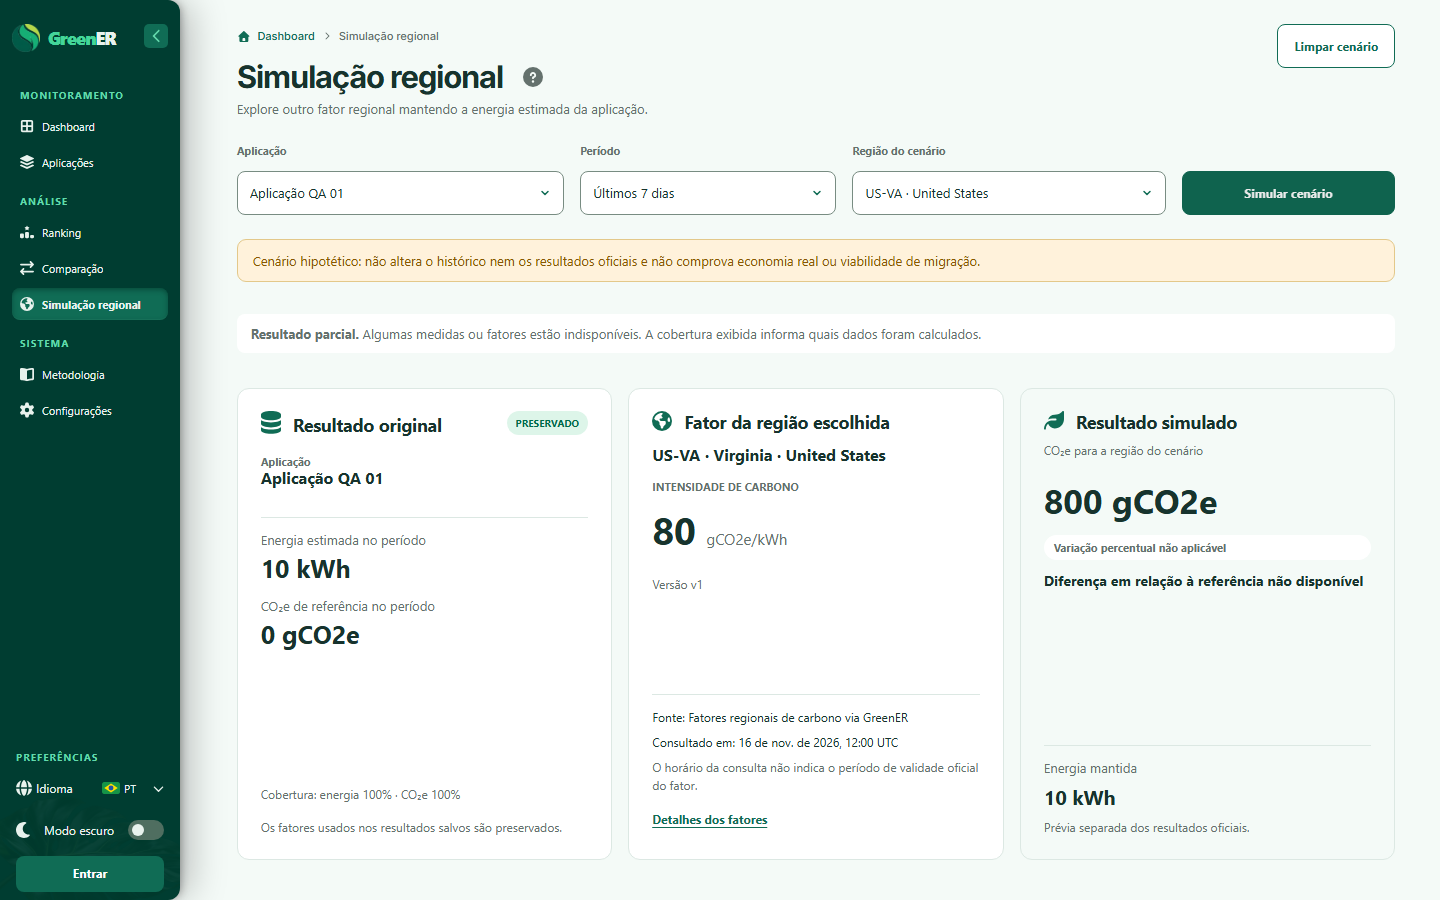 GreenER
MONITORAMENTO
Dashboard
Aplicações
ANÁLISE
Ranking
Comparação
Simulação regional
SISTEMA
Metodologia
Configurações
PREFERÊNCIAS
Idioma
PT
Modo escuro
Entrar
Dashboard > Simulação regional
Simulação regional ?
Explore outro fator regional mantendo a energia estimada da aplicação.
Limpar cenário
Aplicação
Aplicação QA 01
Período
Últimos 7 dias
Região do cenário
US-VA · United States
Simular cenário
Cenário hipotético: não altera o histórico nem os resultados oficiais e não comprova economia real ou viabilidade de migração.
Resultado parcial. Algumas medidas ou fatores estão indisponíveis. A cobertura exibida informa quais dados foram calculados.
Resultado original
PRESERVADO
Aplicação
Aplicação QA 01
Energia estimada no período
10 kWh
CO₂e de referência no período
0 gCO2e
Cobertura: energia 100% · CO₂e 100%
Os fatores usados nos resultados salvos são preservados.
Fator da região escolhida
US-VA · Virginia · United States
INTENSIDADE DE CARBONO
80 gCO2e/kWh
Versão v1
Fonte: Fatores regionais de carbono via GreenER
Consultado em: 16 de nov. de 2026, 12:00 UTC
O horário da consulta não indica o período de validade oficial
do fator.
Detalhes dos fatores
Resultado simulado
CO₂e para a região do cenário
800 gCO2e
Variação percentual não aplicável
Diferença em relação à referência não disponível
Energia mantida
10 kWh
Prévia separada dos resultados oficiais.